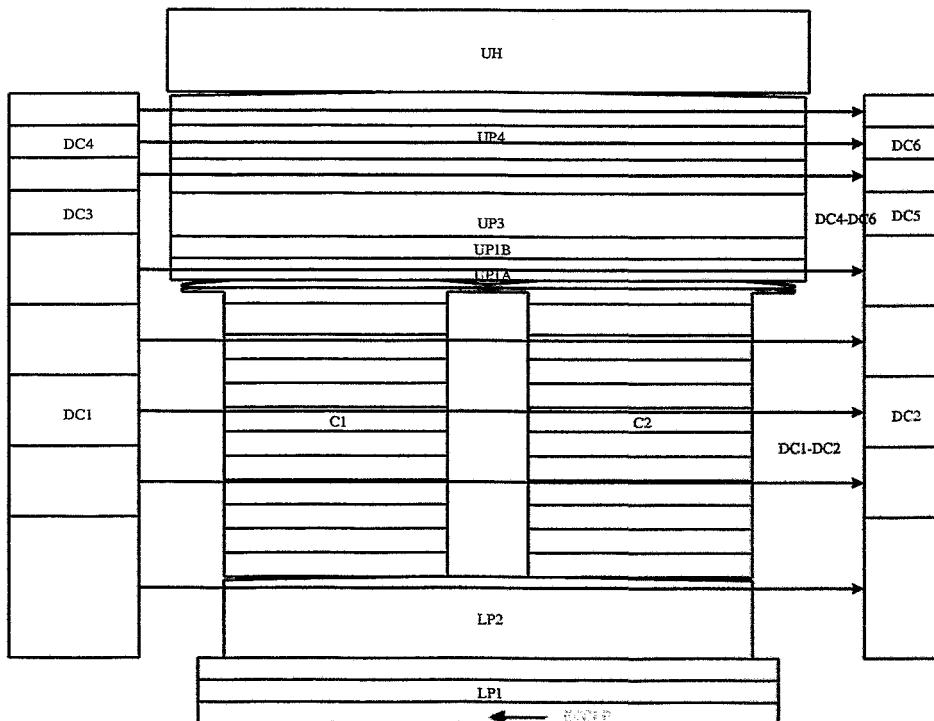 UH
DC4
UP4
DC6
DC3
UP3
DC4-DC6
DC5
UP1B
UP1A
DC1
C1
C2
DC2
DC1-DC2
LP2
LP1